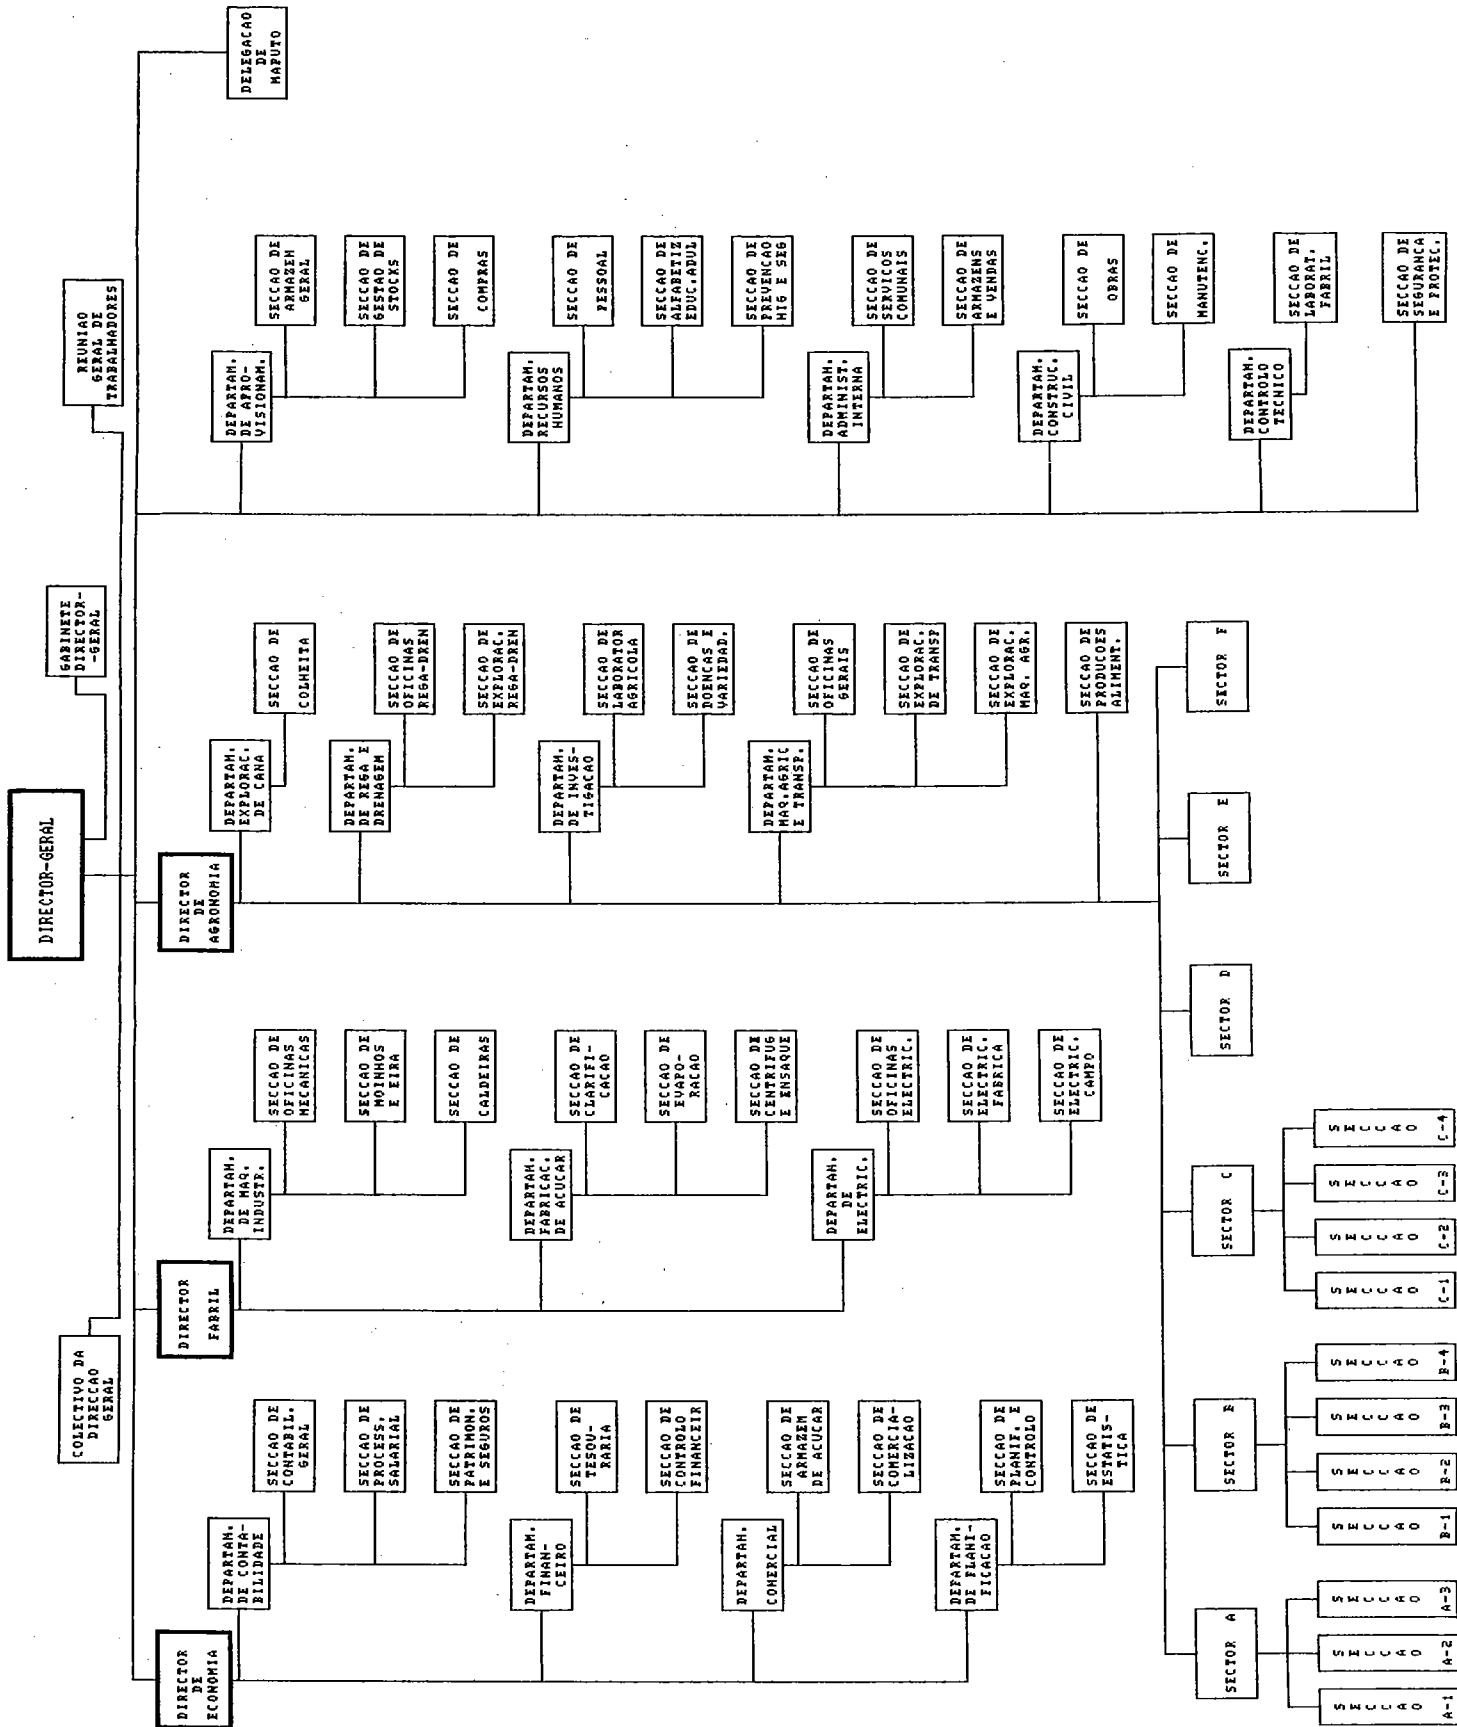 DIRECTOR-GERAL
GABINETE
DIRECTOR-
-GERAL
COLECTIVO DA
DIRECCAO
GERAL
REUNIAO
GERAL DE
TRABALHADORES
DIRECTOR
DE
ECONOMIA
DIRECTOR
FABRIL
DIRECTOR
DE
AGRONOMIA
DELEGACAO
DE
MAPUTO
DEPARTAM.
DE CONTA-
BILIDADE
SECCAO DE
CONTABIL.
GERAL
SECCAO DE
PROCESS.
SALARIAL
SECCAO DE
PATRIMON.
E SEGUROS
DEPARTAM.
FINAN-
CEIRO
SECCAO DE
TESOU-
RARIA
SECCAO DE
CONTROLO
FINANCEIR
DEPARTAM.
COMERCIAL
SECCAO DE
ARMAZEM
DE ACUCAR
SECCAO DE
COMERCIA-
LIZACAO
DEPARTAM.
DE PLANI-
FICACAO
SECCAO DE
PLANIF. E
CONTROLO
SECCAO DE
ESTATIS-
TICA
DEPARTAM.
DE MAQ.
INDUSTR.
SECCAO DE
OFICINAS
MECANICAS
SECCAO DE
MOINHOS
E EIRA
SECCAO DE
CALDEIRAS
DEPARTAM.
FABRICAC.
DE ACUCAR
SECCAO DE
CLARIFI-
CACAO
SECCAO DE
EVAPO-
RACAO
SECCAO DE
CENTRIFUG
E ENSAQUE
DEPARTAM.
DE
ELECTRIC.
SECCAO DE
OFICINAS
ELECTRIC.
SECCAO DE
ELECTRIC.
FABRICA
SECCAO DE
ELECTRIC.
CAMPO
DEPARTAM.
EXPLORAC.
DE CANA
SECCAO DE
COLHEITA
DEPARTAM.
DE REGA E
DRENAGEM
SECCAO DE
OFICINAS
REGA-DREN
SECCAO DE
EXPLORAC.
REGA-DREN
DEPARTAM.
DE INVES-
TIGACAO
SECCAO DE
LABORATOR
AGRICOLA
SECCAO DE
DOENCAS E
VARIEDAD.
DEPARTAM.
MAQ.AGRIC
E TRANSP.
SECCAO DE
OFICINAS
GERAIS
SECCAO DE
EXPLORAC.
DE TRANSP
SECCAO DE
EXPLORAC.
MAQ. AGR.
SECCAO DE
PRODUCOES
ALIMENT.
DEPARTAM.
DE APRO-
VISIONAM.
SECCAO DE
ARMAZEM
GERAL
SECCAO DE
GESTAO DE
STOCKS
SECCAO DE
COMPRAS
DEPARTAM.
RECURSOS
HUMANOS
SECCAO DE
PESSOAL
SECCAO DE
ALFABETIZ
EDUC.ADUL
SECCAO DE
PREVENCAO
HIG E SEG
DEPARTAM.
ADMINIST.
INTERNA
SECCAO DE
SERVICOS
COMUNAIS
SECCAO DE
ARMAZENS
E VENDAS
DEPARTAM.
CONSTRUC.
CIVIL
SECCAO DE
OBRAS
SECCAO DE
MANUTENC.
DEPARTAM.
CONTROLO
TECNICO
SECCAO DE
LABORAT.
FABRIL
SECCAO DE
SEGURANCA
E PROTEC.
SECTOR A
SECTOR B
SECTOR C
SECTOR D
SECTOR E
SECTOR F
SECCAO A-1
SECCAO A-2
SECCAO A-3
SECCAO B-1
SECCAO B-2
SECCAO B-3
SECCAO B-4
SECCAO C-1
SECCAO C-2
SECCAO C-3
SECCAO C-4